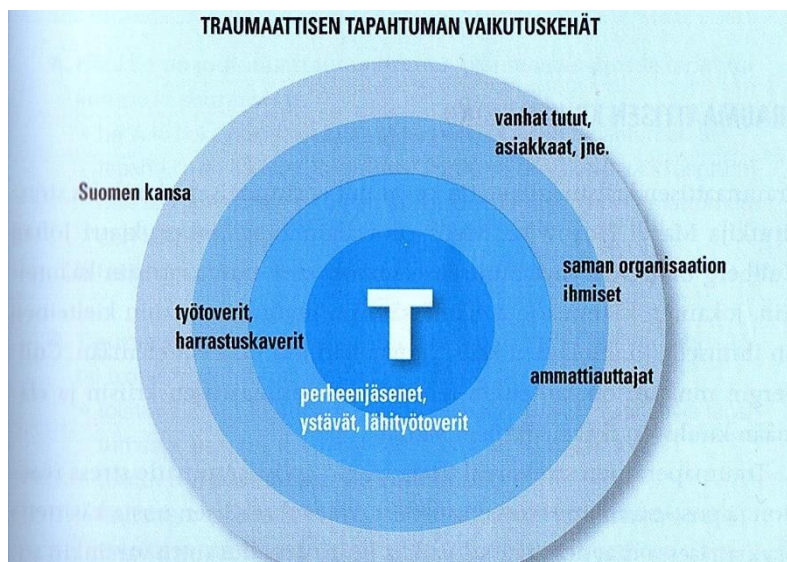 TRAUMAATTISEN TAPAHTUMAN VAIKUTUSKEHÄT
vanhat tutut,
asiakkaat, jne.
Suomen kansa
saman organisaation
ihmiset
työtoverit,
harrastuskaverit
T
ammattiauttajat
perheenjäsenet,
ystävät, lähityötoverit